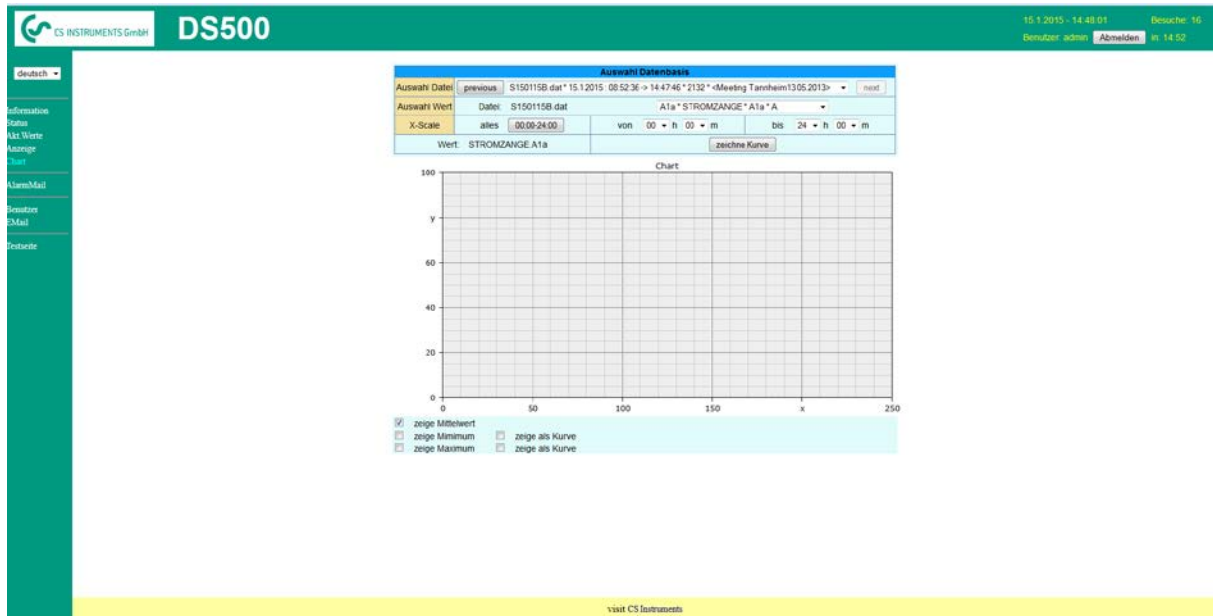 CS INSTRUMENTS GmbH
DS500
15.1.2015 - 14:48:01 Besuche: 16
Benutzer: admin Abmelden in: 14:52
deutsch
Information
Status
Akt.Werte
Anzeige
Chart
AlarmMail
Benutzer
EMail
Testseite
Auswahl Datenbasis
Auswahl Datei previous S150115B.dat * 15.1.2015 : 08:52:36 -> 14:47:46 * 2132 * <Meeting Tannheim13.05.2013> next
Auswahl Wert Datei: S150115B.dat A1a * STROMZANGE * A1a * A
X-Scale alles 00:00-24:00 von 00 h 00 m bis 24 h 00 m
Wert: STROMZANGE.A1a zeichne Kurve
Chart
100
y
60
40
20
0
0 50 100 150 x 250
zeige Mittelwert
zeige Mimimum zeige als Kurve
zeige Maximum zeige als Kurve
visit CS Instruments